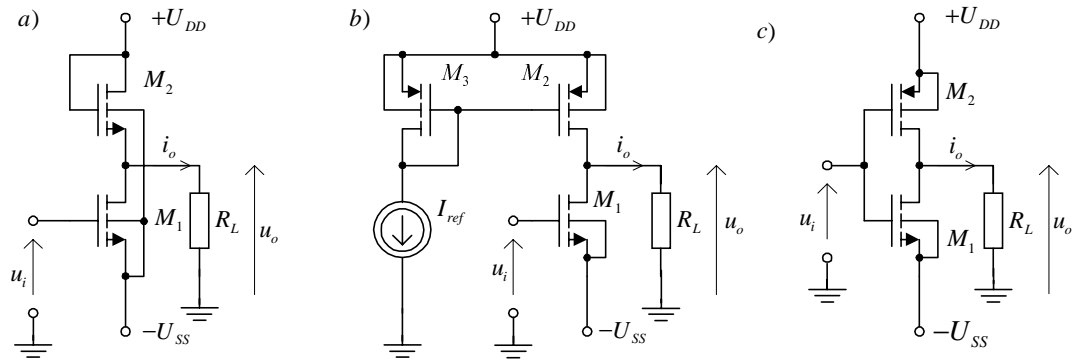 a)
+U_DD
M_2
i_o
M_1
R_L
u_o
u_i
−U_SS
b)
+U_DD
M_3
M_2
i_o
I_ref
M_1
R_L
u_o
u_i
−U_SS
c)
+U_DD
M_2
i_o
u_i
M_1
R_L
u_o
−U_SS